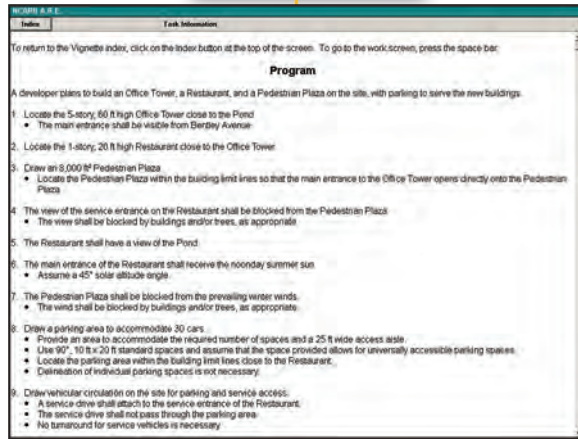 NCARB A.R.E.
Index
Task Information
To return to the Vignette index, click on the Index button at the top of the screen. To go to the work screen, press the space bar.
Program
A developer plans to build an Office Tower, a Restaurant, and a Pedestrian Plaza on the site, with parking to serve the new buildings.
1. Locate the 5-story, 60 ft high Office Tower close to the Pond
• The main entrance shall be visible from Bentley Avenue
2. Locate the 1-story, 20 ft high Restaurant close to the Office Tower
3. Draw an 8,000 ft² Pedestrian Plaza
• Locate the Pedestrian Plaza within the building limit lines so that the main entrance to the Office Tower opens directly onto the Pedestrian
Plaza
4. The view of the service entrance on the Restaurant shall be blocked from the Pedestrian Plaza
• The view shall be blocked by buildings and/or trees, as appropriate
5. The Restaurant shall have a view of the Pond
6. The main entrance of the Restaurant shall receive the noonday summer sun
• Assume a 45° solar altitude angle
7. The Pedestrian Plaza shall be blocked from the prevailing winter winds
• The wind shall be blocked by buildings and/or trees, as appropriate
8. Draw a parking area to accommodate 30 cars
• Provide an area to accommodate the required number of spaces and a 25 ft wide access aisle
• Use 90°, 10 ft x 20 ft standard spaces and assume that the space provided allows for universally accessible parking spaces
• Locate the parking area within the building limit lines close to the Restaurant
• Delineation of individual parking spaces is not necessary
9. Draw vehicular circulation on the site for parking and service access
• A service drive shall attach to the service entrance of the Restaurant
• The service drive shall not pass through the parking area
• No turnaround for service vehicles is necessary